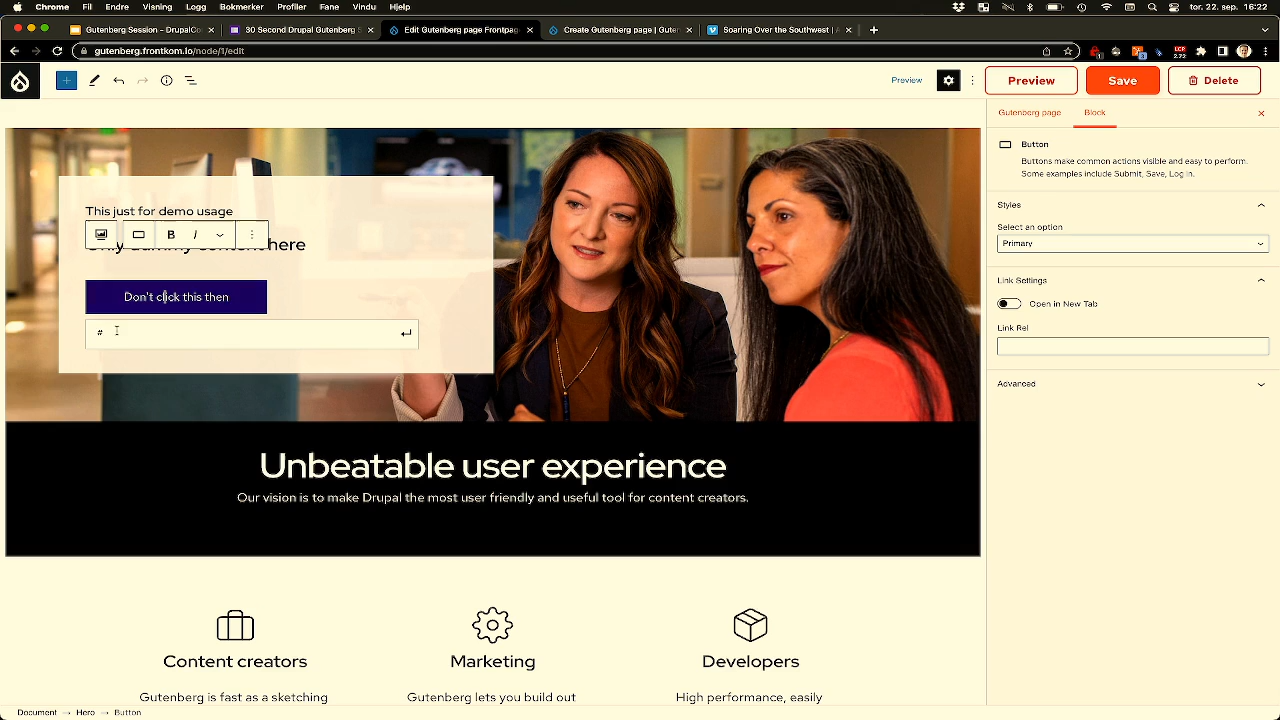 Chrome Fil Endre Visning Logg Bokmerker Profiler Fane Vindu Hjelp tor. 22. sep. 16:22
Gutenberg Session - DrupalCo
30 Second Drupal Gutenberg S
Edit Gutenberg page Frontpag
Create Gutenberg page | Guten
Soaring Over the Southwest | A
gutenberg.frontkom.io/node/1/edit
Preview
Preview
Save
Delete
Gutenberg page Block
Button
Buttons make common actions visible and easy to perform.
Some examples include Submit, Save, Log in.
Styles
Select an option
Primary
Link Settings
Open in New Tab
Link Rel
Advanced
This just for demo usage
B I
Only dummy content here
Don't click this then
#
Unbeatable user experience
Our vision is to make Drupal the most user friendly and useful tool for content creators.
Content creators
Gutenberg is fast as a sketching
Marketing
Gutenberg lets you build out
Developers
High performance, easily
Document → Hero → Button